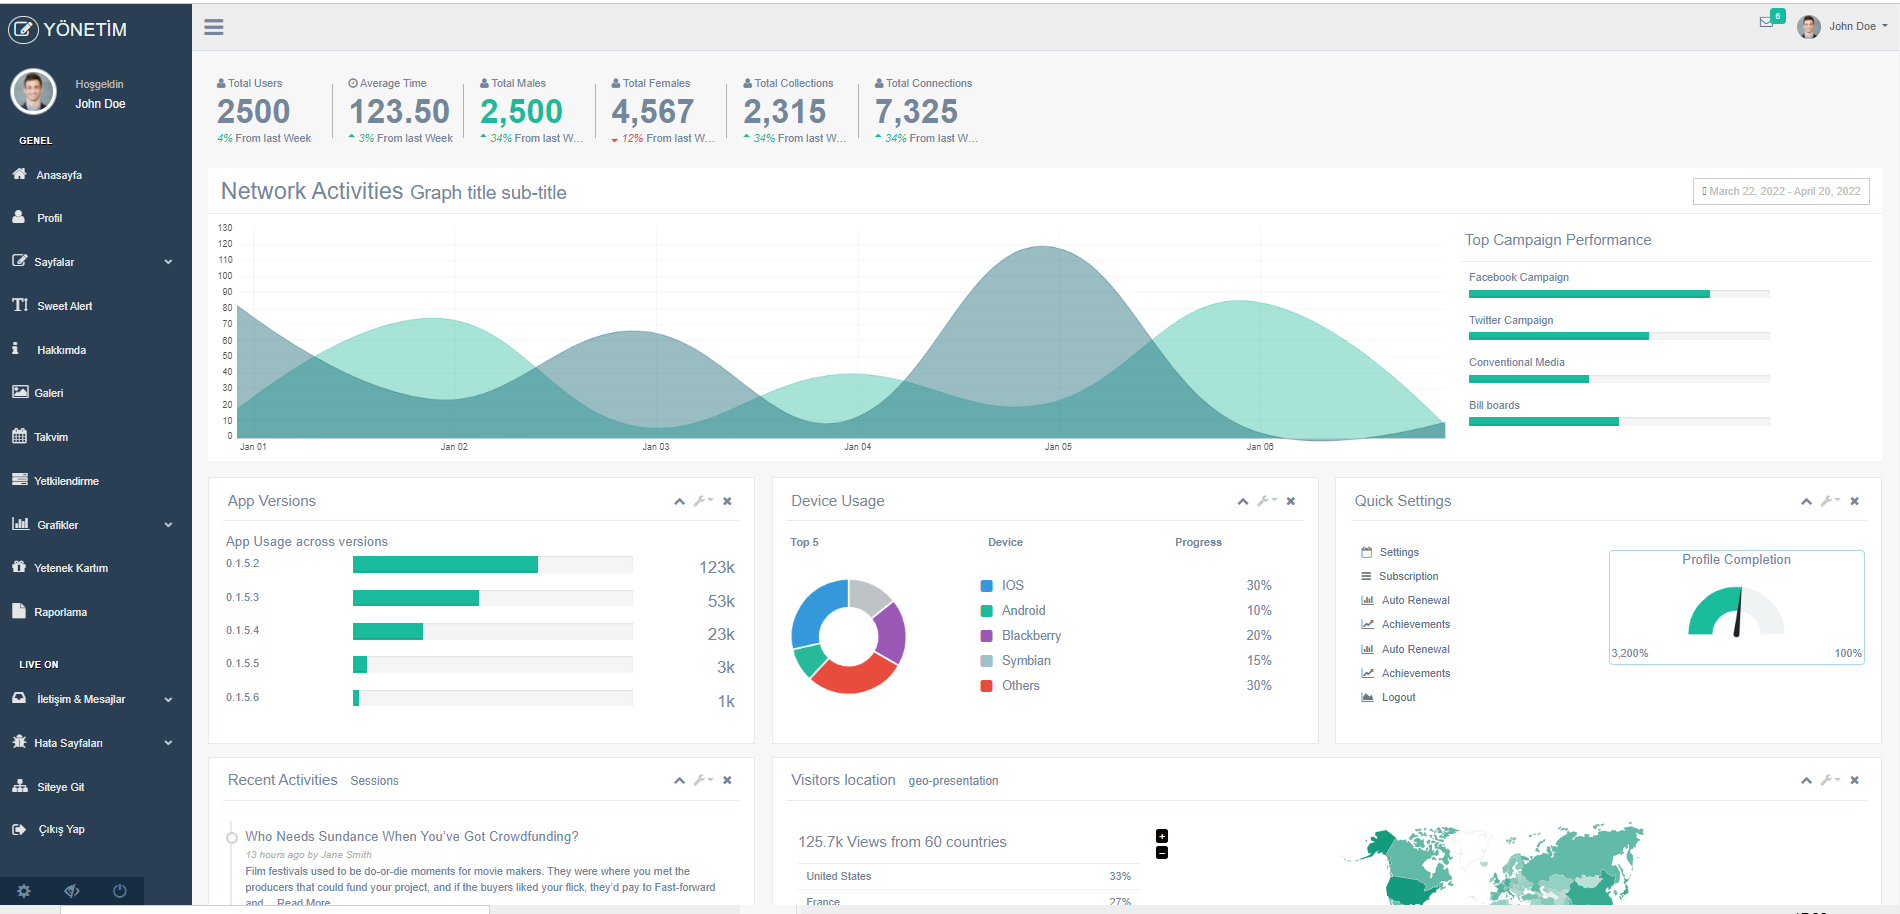 YÖNETİM
Hoşgeldin
John Doe
GENEL
Anasayfa
Profil
Sayfalar
Sweet Alert
Hakkımda
Galeri
Takvim
Yetkilendirme
Grafikler
Yetenek Kartım
Raporlama
LIVE ON
İletişim & Mesajlar
Hata Sayfaları
Siteye Git
Çıkış Yap
6
John Doe
Total Users
2500
4% From last Week
Average Time
123.50
3% From last Week
Total Males
2,500
34% From last W...
Total Females
4,567
12% From last W...
Total Collections
2,315
34% From last W...
Total Connections
7,325
34% From last W...
Network Activities Graph title sub-title
March 22, 2022 - April 20, 2022
130
120
110
100
90
80
70
60
50
40
30
20
10
0
Jan 01 Jan 02 Jan 03 Jan 04 Jan 05 Jan 06
Top Campaign Performance
Facebook Campaign
Twitter Campaign
Conventional Media
Bill boards
App Versions
App Usage across versions
0.1.5.2 123k
0.1.5.3 53k
0.1.5.4 23k
0.1.5.5 3k
0.1.5.6 1k
Device Usage
Top 5 Device Progress
IOS 30%
Android 10%
Blackberry 20%
Symbian 15%
Others 30%
Quick Settings
Settings
Subscription
Auto Renewal
Achievements
Auto Renewal
Achievements
Logout
Profile Completion
3,200% 100%
Recent Activities Sessions
Who Needs Sundance When You've Got Crowdfunding?
13 hours ago by Jane Smith
Film festivals used to be do-or-die moments for movie makers. They were where you met the
producers that could fund your project, and if the buyers liked your flick, they'd pay to Fast-forward
and... Read More
Visitors location geo-presentation
125.7k Views from 60 countries
United States 33%
France 27%
+
−